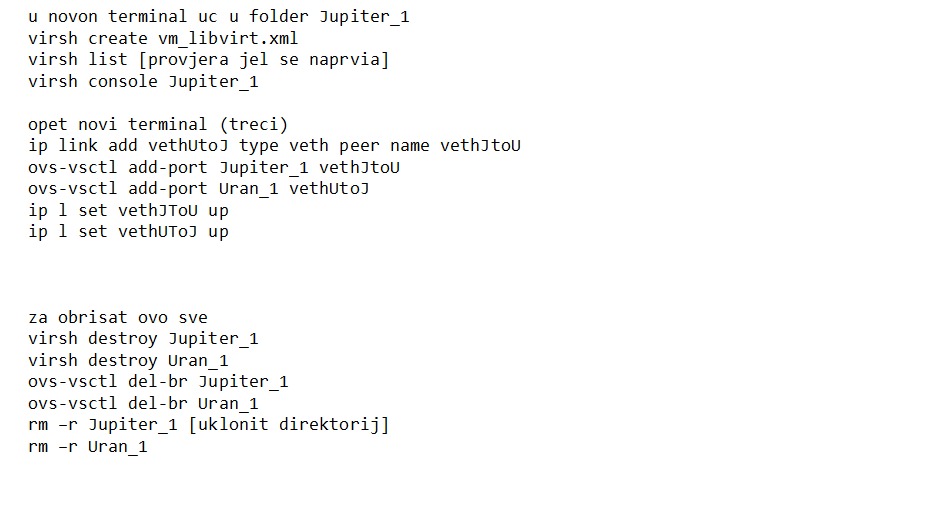 u novon terminal uc u folder Jupiter_1
virsh create vm_libvirt.xml
virsh list [provjera jel se naprvia]
virsh console Jupiter_1
opet novi terminal (treci)
ip link add vethUtoJ type veth peer name vethJtoU
ovs-vsctl add-port Jupiter_1 vethJtoU
ovs-vsctl add-port Uran_1 vethUtoJ
ip l set vethJToU up
ip l set vethUToJ up
za obrisat ovo sve
virsh destroy Jupiter_1
virsh destroy Uran_1
ovs-vsctl del-br Jupiter_1
ovs-vsctl del-br Uran_1
rm –r Jupiter_1 [uklonit direktorij]
rm –r Uran_1